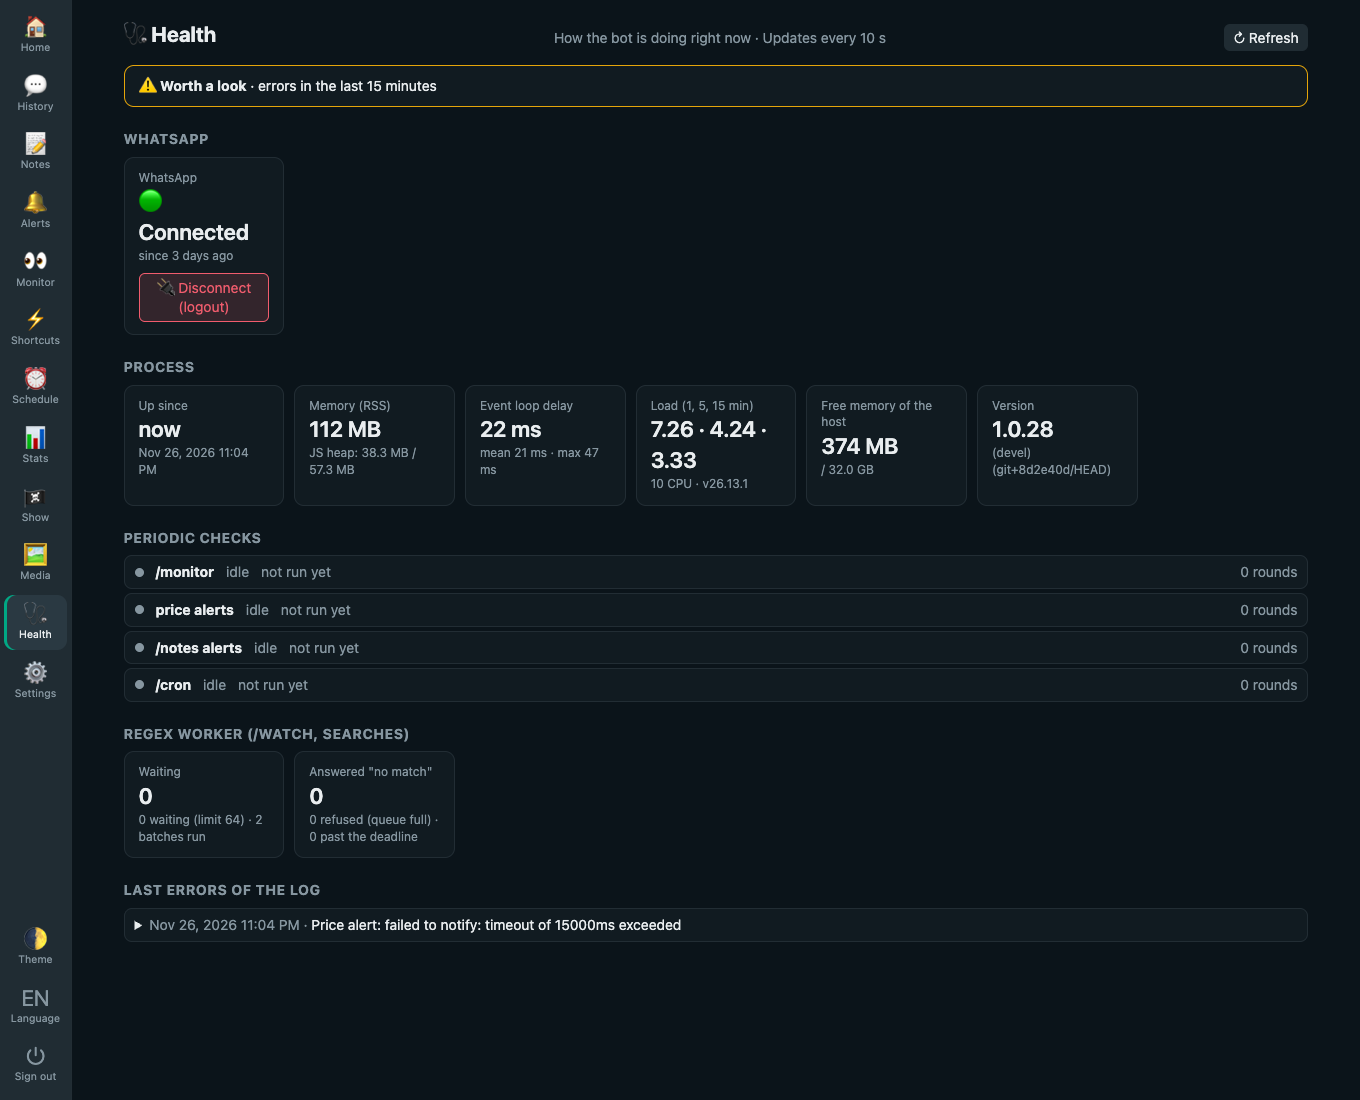 Home
History
Notes
Alerts
Monitor
Shortcuts
Schedule
Stats
Show
Media
Health
Settings
Theme
EN
Language
Sign out
Health
How the bot is doing right now · Updates every 10 s
Refresh
Worth a look · errors in the last 15 minutes
WHATSAPP
WhatsApp
Connected
since 3 days ago
Disconnect
(logout)
PROCESS
Up since
now
Nov 26, 2026 11:04
PM
Memory (RSS)
112 MB
JS heap: 38.3 MB /
57.3 MB
Event loop delay
22 ms
mean 21 ms · max 47
ms
Load (1, 5, 15 min)
7.26 · 4.24 ·
3.33
10 CPU · v26.13.1
Free memory of the
host
374 MB
/ 32.0 GB
Version
1.0.28
(devel)
(git+8d2e40d/HEAD)
PERIODIC CHECKS
/monitor idle not run yet 0 rounds
price alerts idle not run yet 0 rounds
/notes alerts idle not run yet 0 rounds
/cron idle not run yet 0 rounds
REGEX WORKER (/WATCH, SEARCHES)
Waiting
0
0 waiting (limit 64) · 2
batches run
Answered "no match"
0
0 refused (queue full) ·
0 past the deadline
LAST ERRORS OF THE LOG
Nov 26, 2026 11:04 PM · Price alert: failed to notify: timeout of 15000ms exceeded